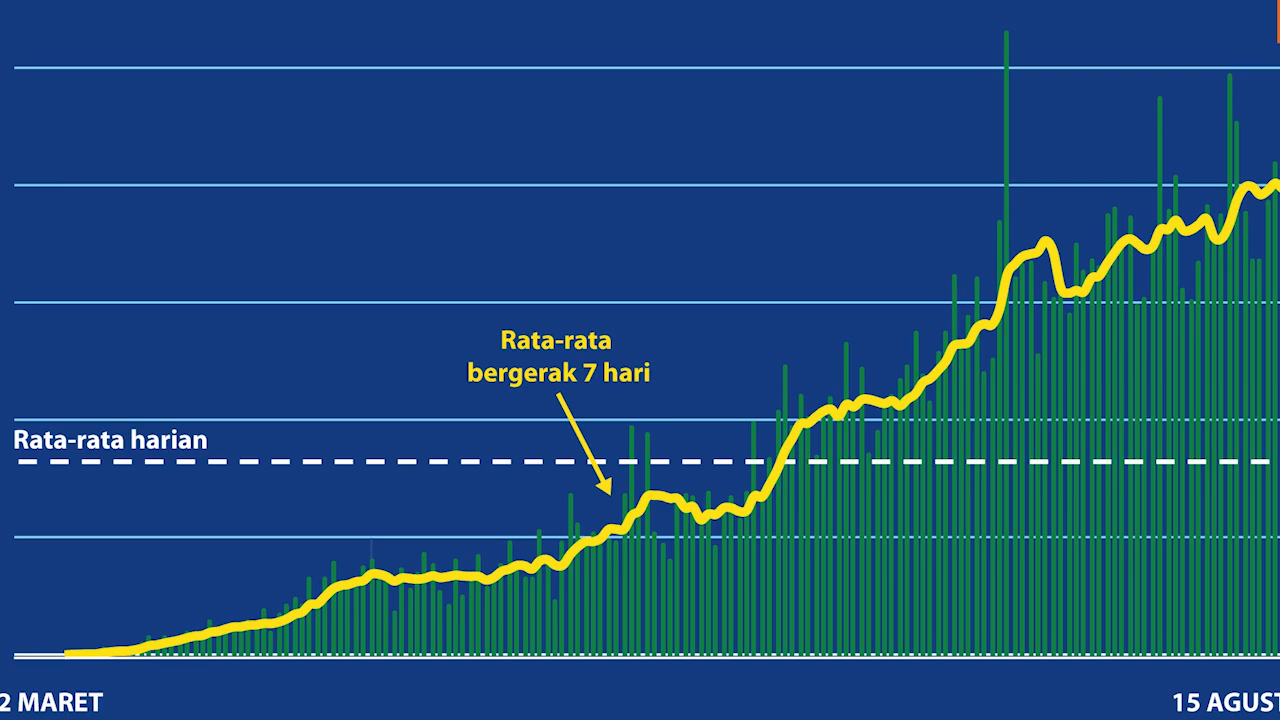 Rata-rata
bergerak 7 hari
Rata-rata harian
2 MARET
15 AGUST